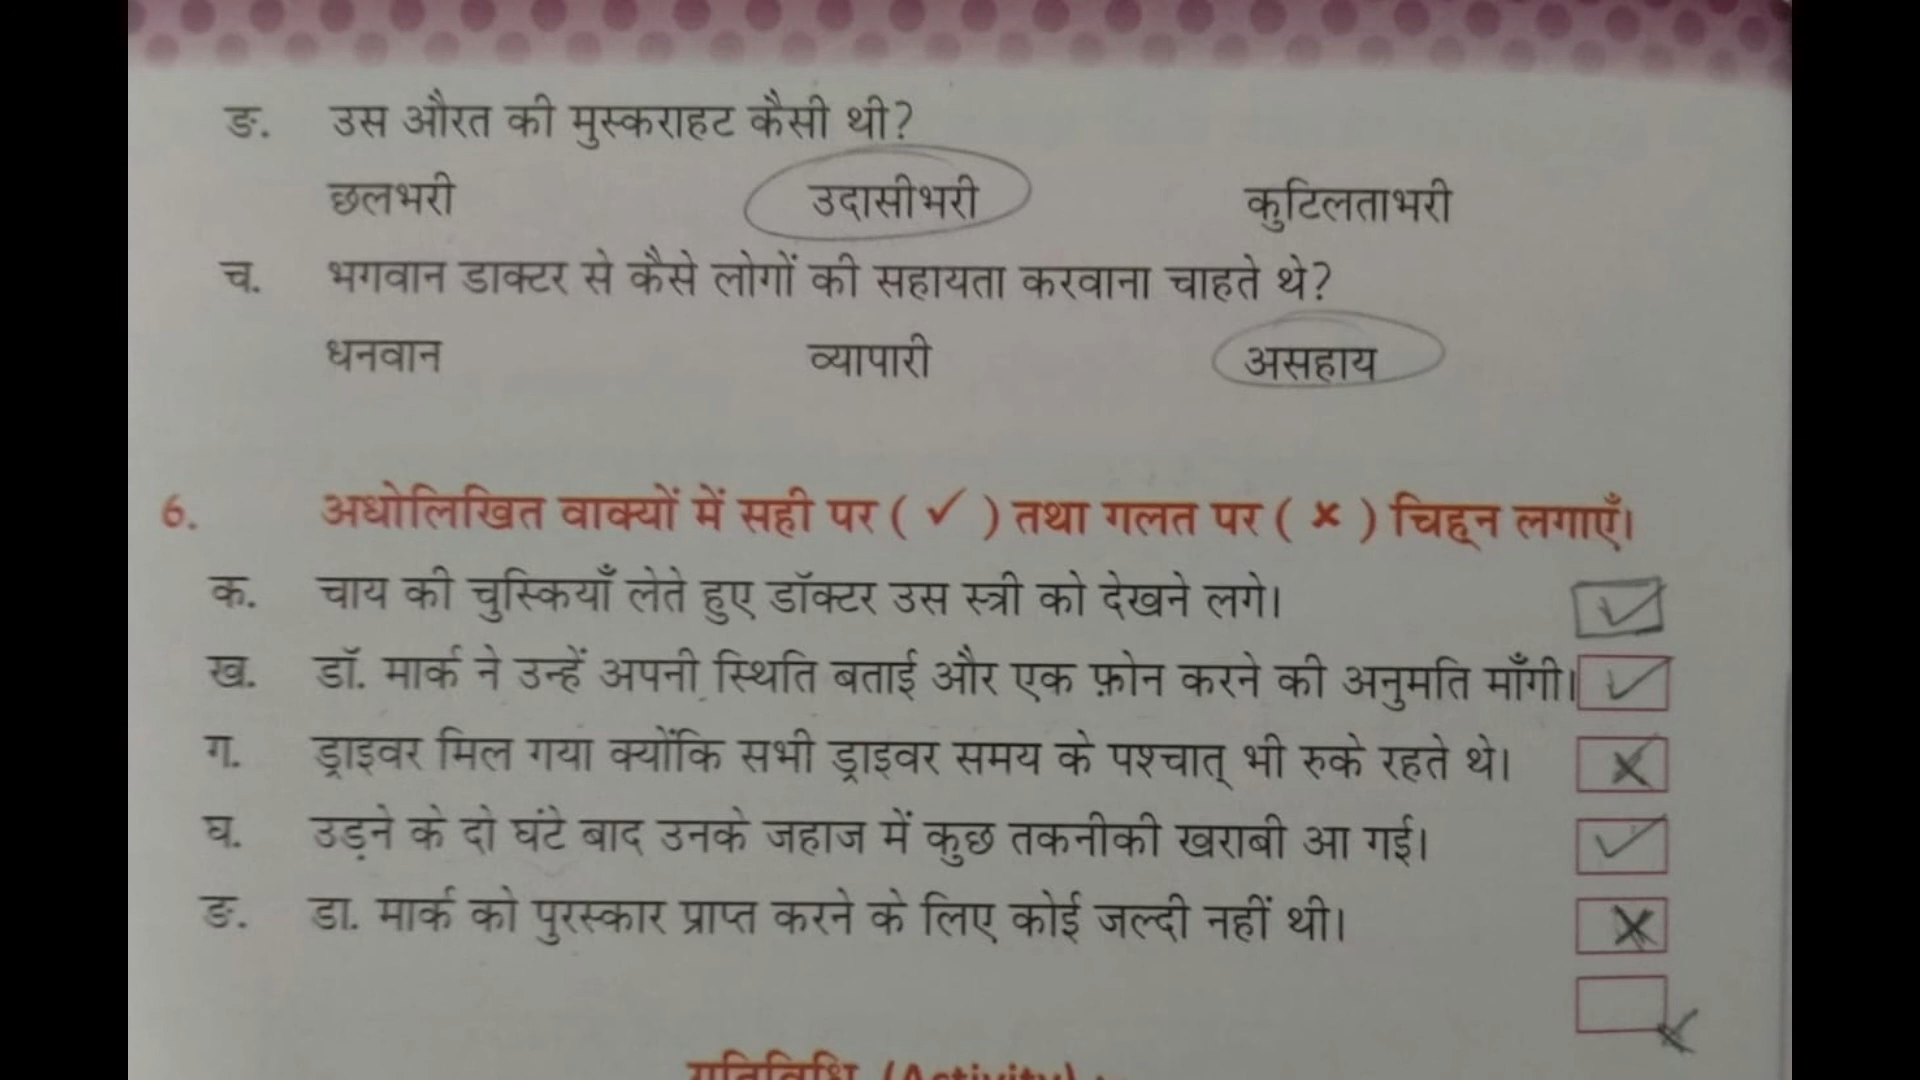 ङ. उस औरत की मुस्कराहट कैसी थी?
छलभरी उदासीभरी कुटिलताभरी
च. भगवान डाक्टर से कैसे लोगों की सहायता करवाना चाहते थे?
धनवान व्यापारी असहाय
6. अधोलिखित वाक्यों में सही पर ( ✓ ) तथा गलत पर ( × ) चिह्न लगाएँ।
क. चाय की चुस्कियाँ लेते हुए डॉक्टर उस स्त्री को देखने लगे। ✓
ख. डॉ. मार्क ने उन्हें अपनी स्थिति बताई और एक फ़ोन करने की अनुमति माँगी। ✓
ग. ड्राइवर मिल गया क्योंकि सभी ड्राइवर समय के पश्चात् भी रुके रहते थे। ×
घ. उड़ने के दो घंटे बाद उनके जहाज में कुछ तकनीकी खराबी आ गई। ✓
ङ. डा. मार्क को पुरस्कार प्राप्त करने के लिए कोई जल्दी नहीं थी। ×
गतिविधि (Activity)